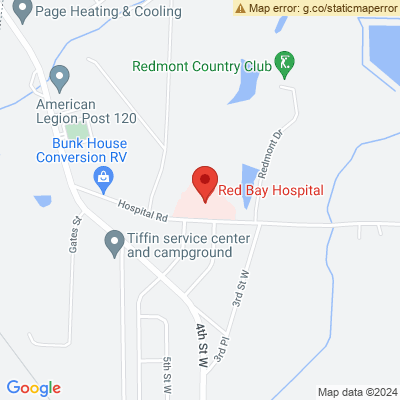 Page Heating & Cooling
Map error: g.co/staticmaperror
Redmont Country Club
American
Legion Post 120
Bunk House
Conversion RV
Redmont Dr
Red Bay Hospital
Hospital Rd
Gates St
Tiffin service center
and campground
3rd St W
4th St W
3rd Pl
5th St W
Google
Map data ©2024